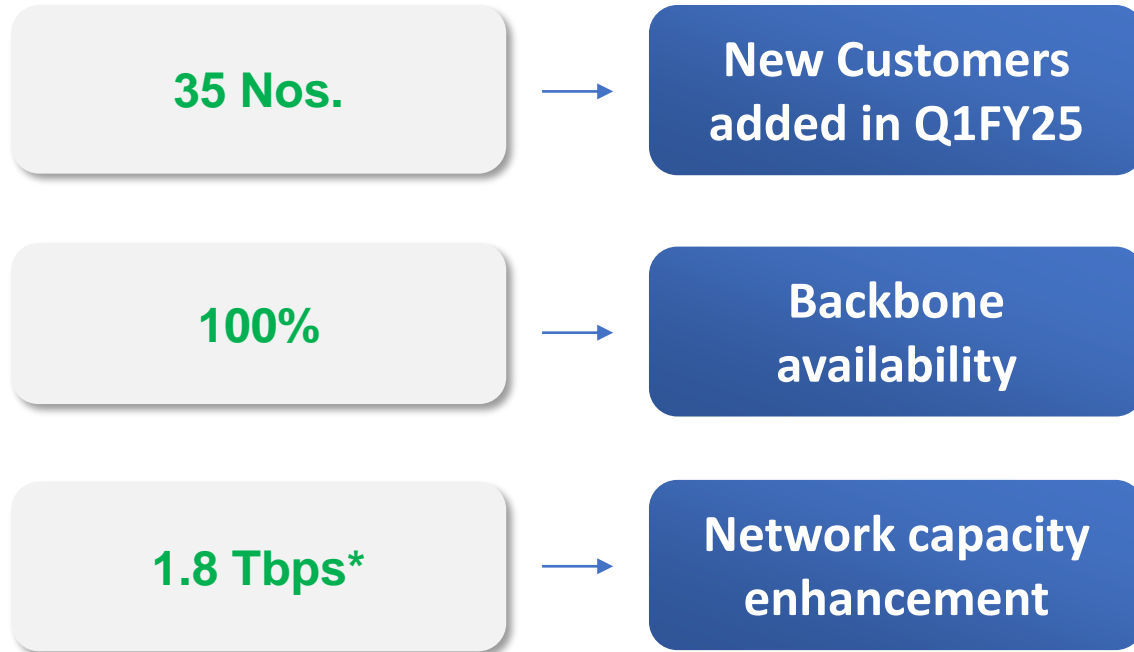 35 Nos.
New Customers
added in Q1FY25
100%
Backbone
availability
1.8 Tbps*
Network capacity
enhancement